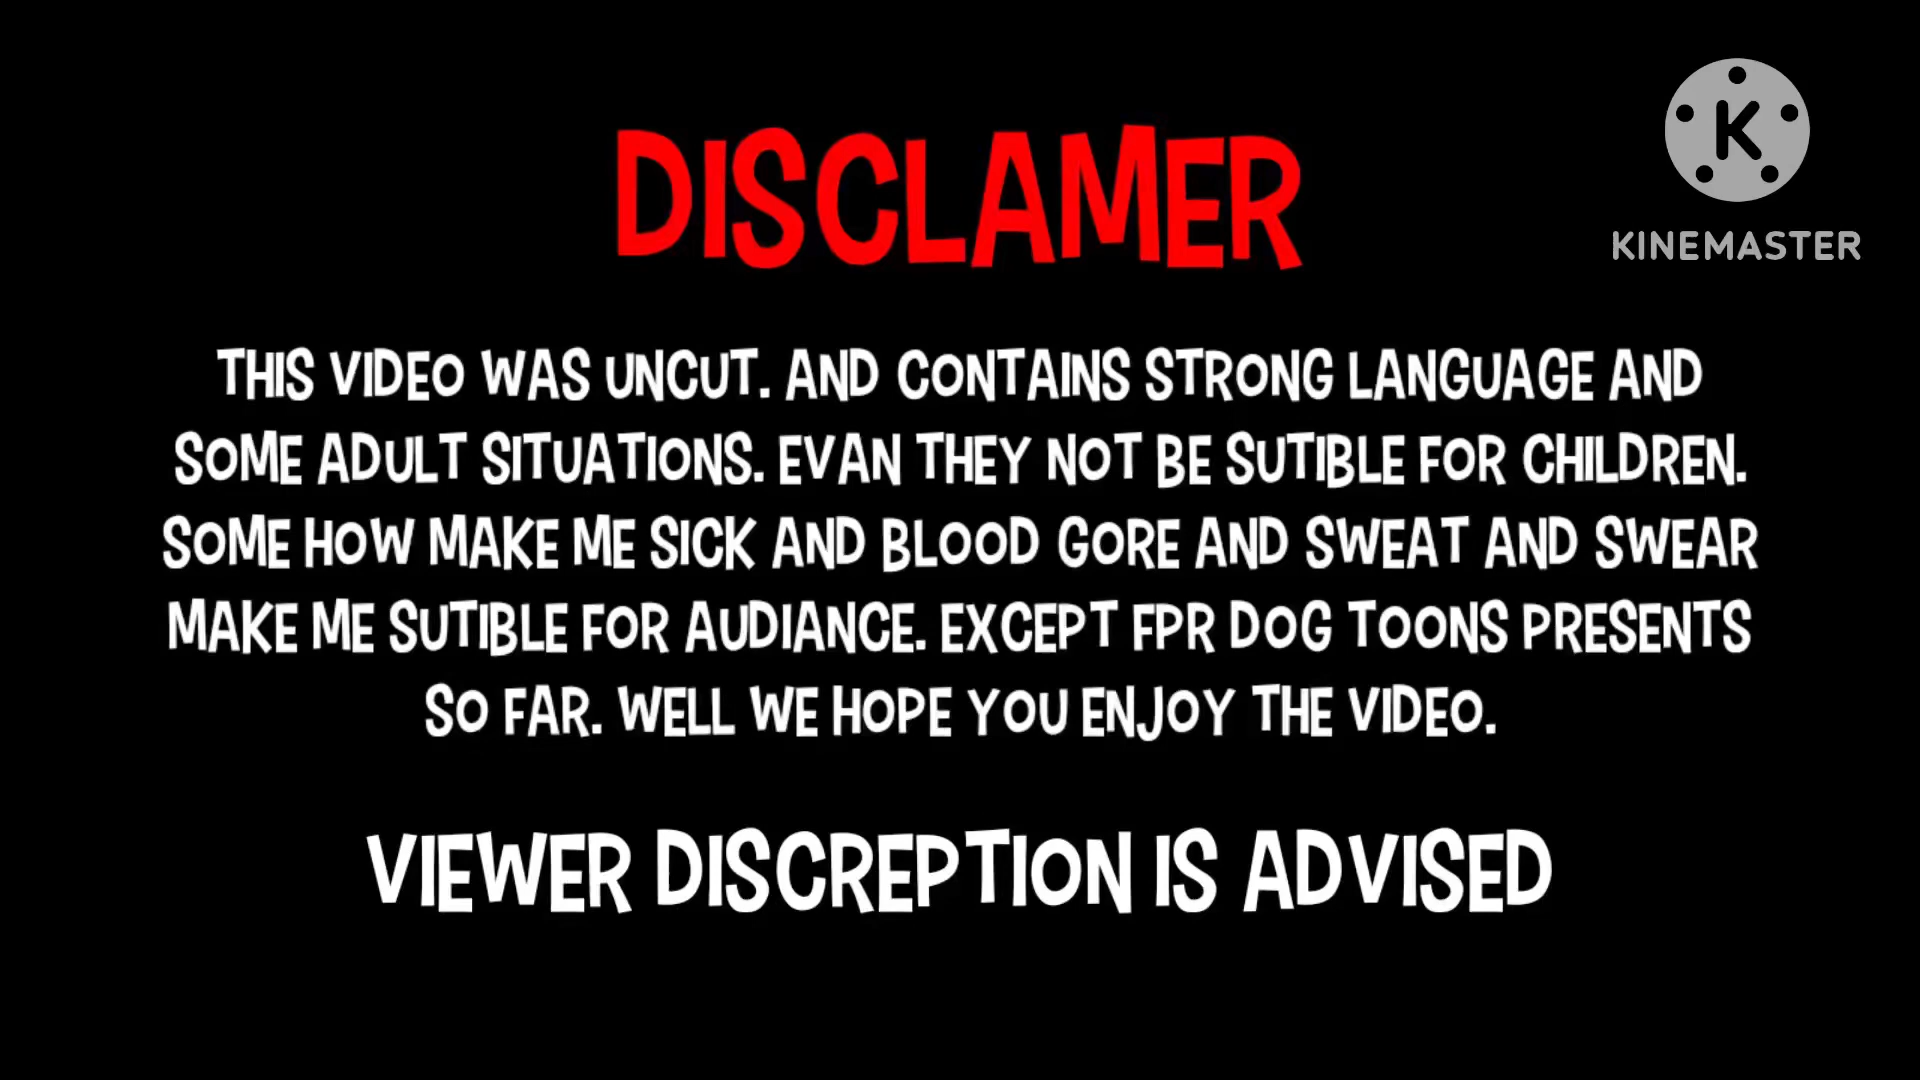 DISCLAMER
K
KINEMASTER
THIS VIDEO WAS UNCUT. AND CONTAINS STRONG LANGUAGE AND
SOME ADULT SITUATIONS. EVAN THEY NOT BE SUTIBLE FOR CHILDREN.
SOME HOW MAKE ME SICK AND BLOOD GORE AND SWEAT AND SWEAR
MAKE ME SUTIBLE FOR AUDIANCE. EXCEPT FPR DOG TOONS PRESENTS
SO FAR. WELL WE HOPE YOU ENJOY THE VIDEO.
VIEWER DISCREPTION IS ADVISED